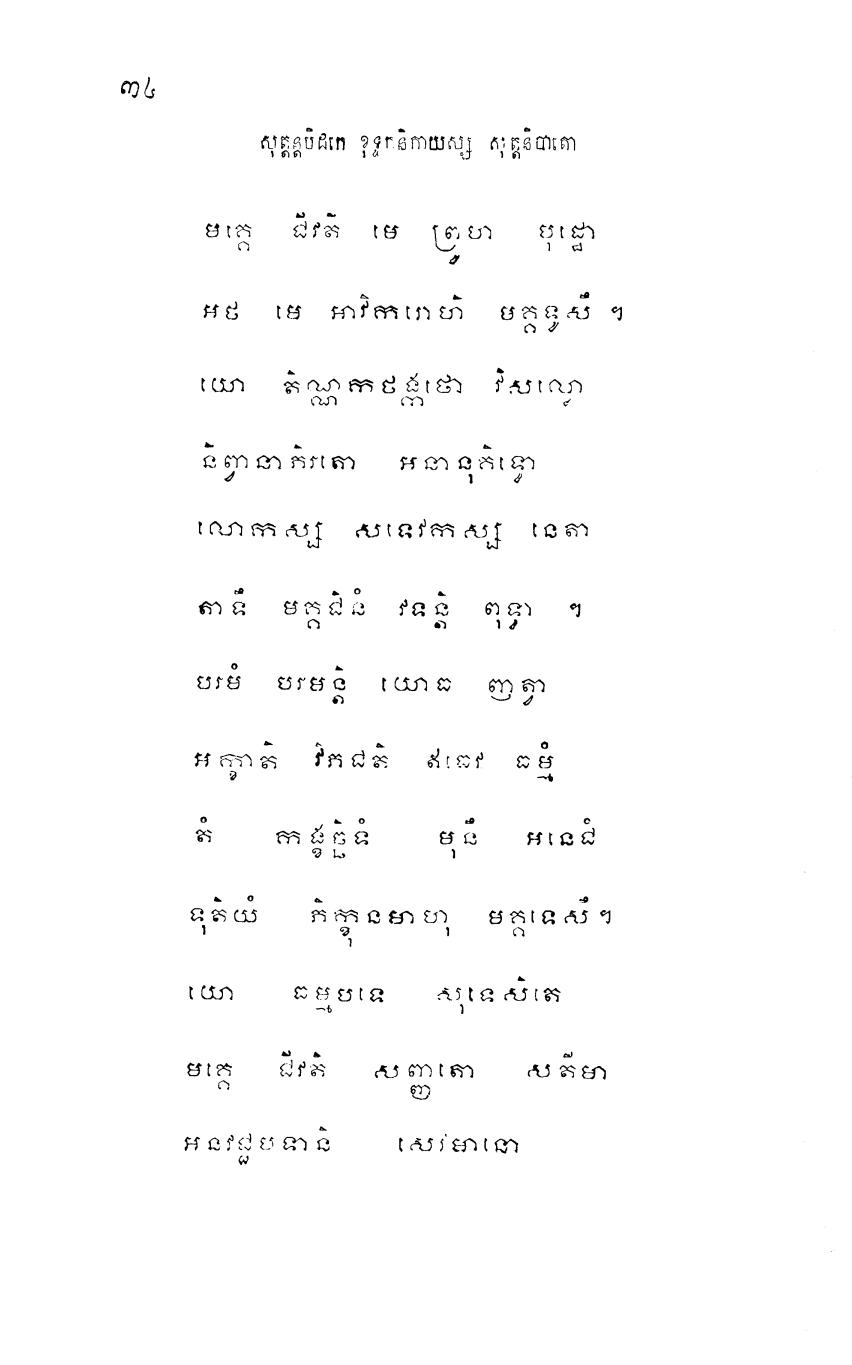 ៣៤
សុត្តន្តបិដកេ ខុទ្ទកនិកាយស្ស សុត្តនិបាតោ
មគ្គេ ជីវតិ មេ ព្រូហិ បុដ្ឋោ
អថ មេ អាវិករោហិ មគ្គទូសឹ ។
យោ តិណ្ណកថង្កថោ វិសល្លោ
និព្វានាភិរតោ អនានុគិទ្ធោ
លោកស្ស សទេវកស្ស នេតា
តាទឹ មគ្គជិនំ វទន្តិ ពុទ្ធា ។
បរមំ បរមន្តិ យោធ ញត្វា
អក្ខាតិ វិភជតិ ឥធេវ ធម្មំ
តំ កង្ខច្ឆិទំ មុនឹ អនេជំ
ទុតិយំ ភិក្ខុនមាហុ មគ្គទេសឹ។
យោ ធម្មបទេ សុទេសិតេ
មគ្គេ ជីវតិ សញ្ញតោ សតីមា
អនវជ្ជបទានិ សេវមានោ